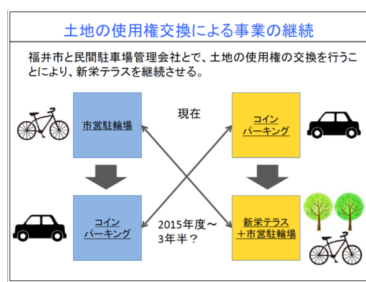 土地の使用権交換による事業の継続
福井市と民間駐車場管理会社とで、土地の使用権の交換を行うこ
とにより、新栄テラスを継続させる。
市営駐輪場
現在
コイン
パーキング
コイン
パーキング
2015年度～
3年半？
新栄テラス
＋市営駐輪場